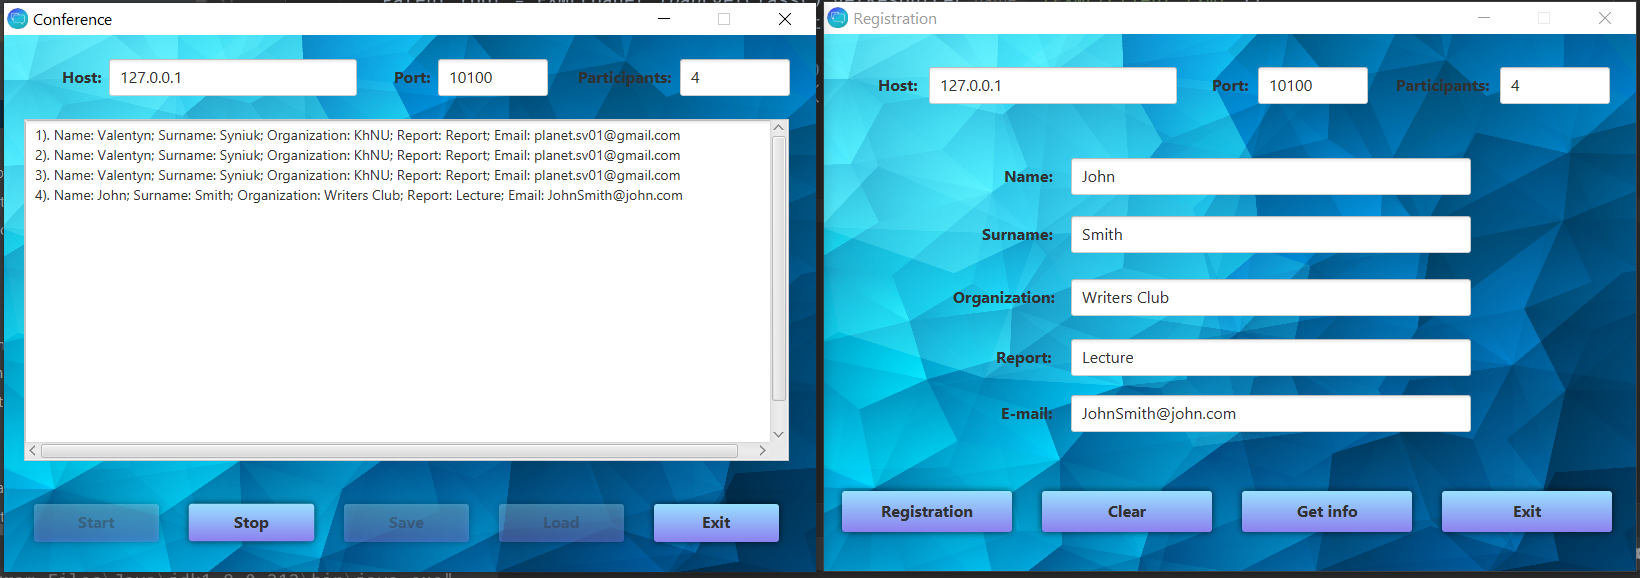 Conference
Host: 127.0.0.1 Port: 10100 Participants: 4
1). Name: Valentyn; Surname: Syniuk; Organization: KhNU; Report: Report; Email: planet.sv01@gmail.com
2). Name: Valentyn; Surname: Syniuk; Organization: KhNU; Report: Report; Email: planet.sv01@gmail.com
3). Name: Valentyn; Surname: Syniuk; Organization: KhNU; Report: Report; Email: planet.sv01@gmail.com
4). Name: John; Surname: Smith; Organization: Writers Club; Report: Lecture; Email: JohnSmith@john.com
Start Stop Save Load Exit
Registration
Host: 127.0.0.1 Port: 10100 Participants: 4
Name: John
Surname: Smith
Organization: Writers Club
Report: Lecture
E-mail: JohnSmith@john.com
Registration Clear Get info Exit